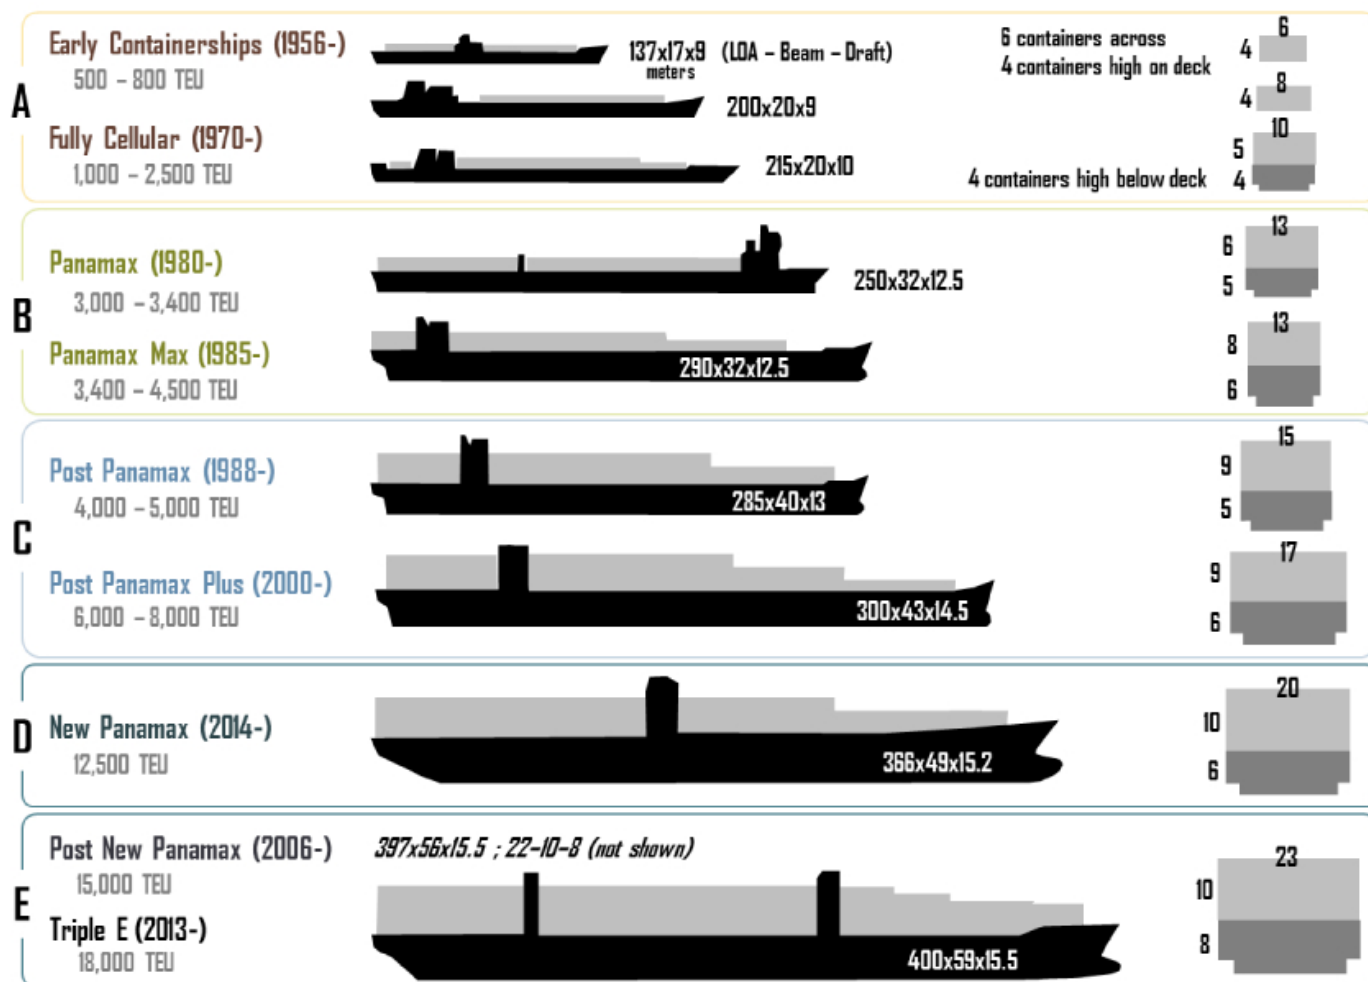 A
Early Containerships (1956-)
500 – 800 TEU
137x17x9 (LOA – Beam – Draft)
meters
6 containers across
4 containers high on deck
6
4
200x20x9
8
4
Fully Cellular (1970-)
1,000 – 2,500 TEU
215x20x10
4 containers high below deck
10
5
4
B
Panamax (1980-)
3,000 – 3,400 TEU
250x32x12.5
13
6
5
Panamax Max (1985-)
3,400 – 4,500 TEU
290x32x12.5
13
8
6
C
Post Panamax (1988-)
4,000 – 5,000 TEU
285x40x13
15
9
5
Post Panamax Plus (2000-)
6,000 – 8,000 TEU
300x43x14.5
17
9
6
D
New Panamax (2014-)
12,500 TEU
366x49x15.2
20
10
6
E
Post New Panamax (2006-)
15,000 TEU
397x56x15.5 ; 22–10–8 (not shown)
Triple E (2013-)
18,000 TEU
400x59x15.5
23
10
8